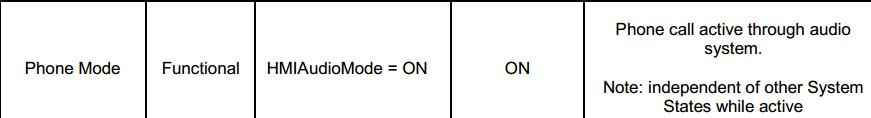 Phone Mode
Functional
HMIAudioMode = ON
ON
Phone call active through audio
system.
Note: independent of other System
States while active